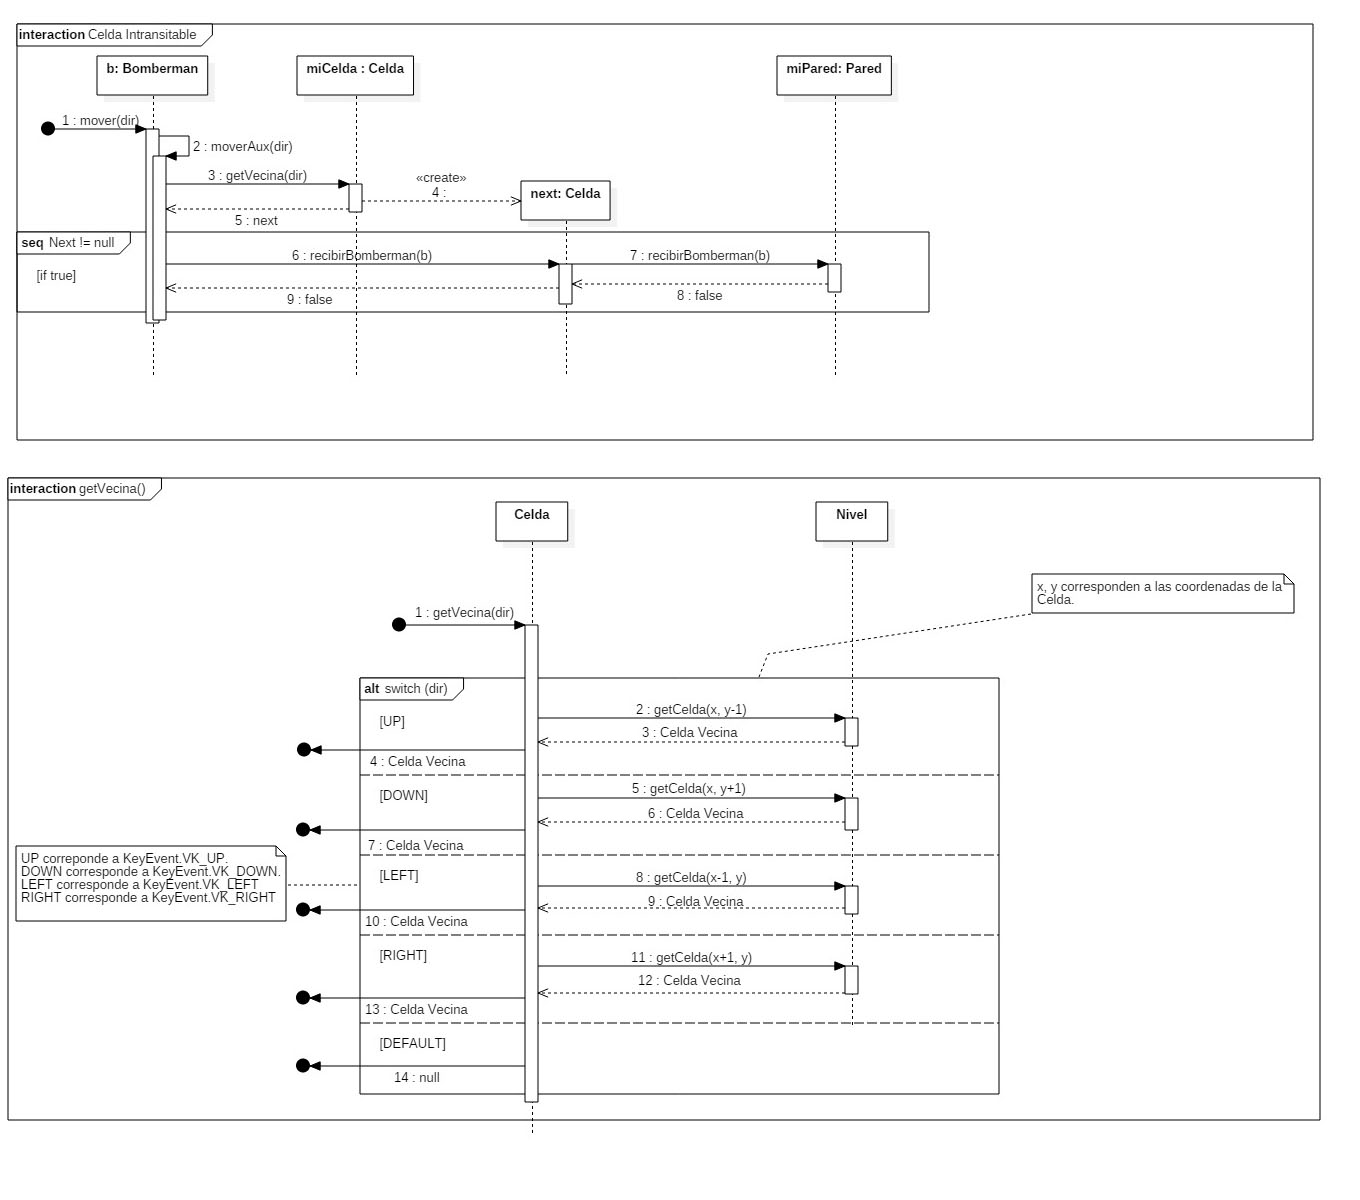 interaction Celda Intransitable
b: Bomberman
miCelda : Celda
miPared: Pared
1 : mover(dir)
2 : moverAux(dir)
3 : getVecina(dir)
«create»
4 :
next: Celda
5 : next
seq Next != null
6 : recibirBomberman(b)
7 : recibirBomberman(b)
[if true]
8 : false
9 : false
interaction getVecina()
Celda
Nivel
x, y corresponden a las coordenadas de la
Celda.
1 : getVecina(dir)
alt switch (dir)
2 : getCelda(x, y-1)
[UP]
3 : Celda Vecina
4 : Celda Vecina
5 : getCelda(x, y+1)
[DOWN]
6 : Celda Vecina
7 : Celda Vecina
UP correponde a KeyEvent.VK_UP.
DOWN corresponde a KeyEvent.VK_DOWN.
LEFT corresponde a KeyEvent.VK_LEFT
RIGHT corresponde a KeyEvent.VK_RIGHT
[LEFT]
8 : getCelda(x-1, y)
9 : Celda Vecina
10 : Celda Vecina
[RIGHT]
11 : getCelda(x+1, y)
12 : Celda Vecina
13 : Celda Vecina
[DEFAULT]
14 : null